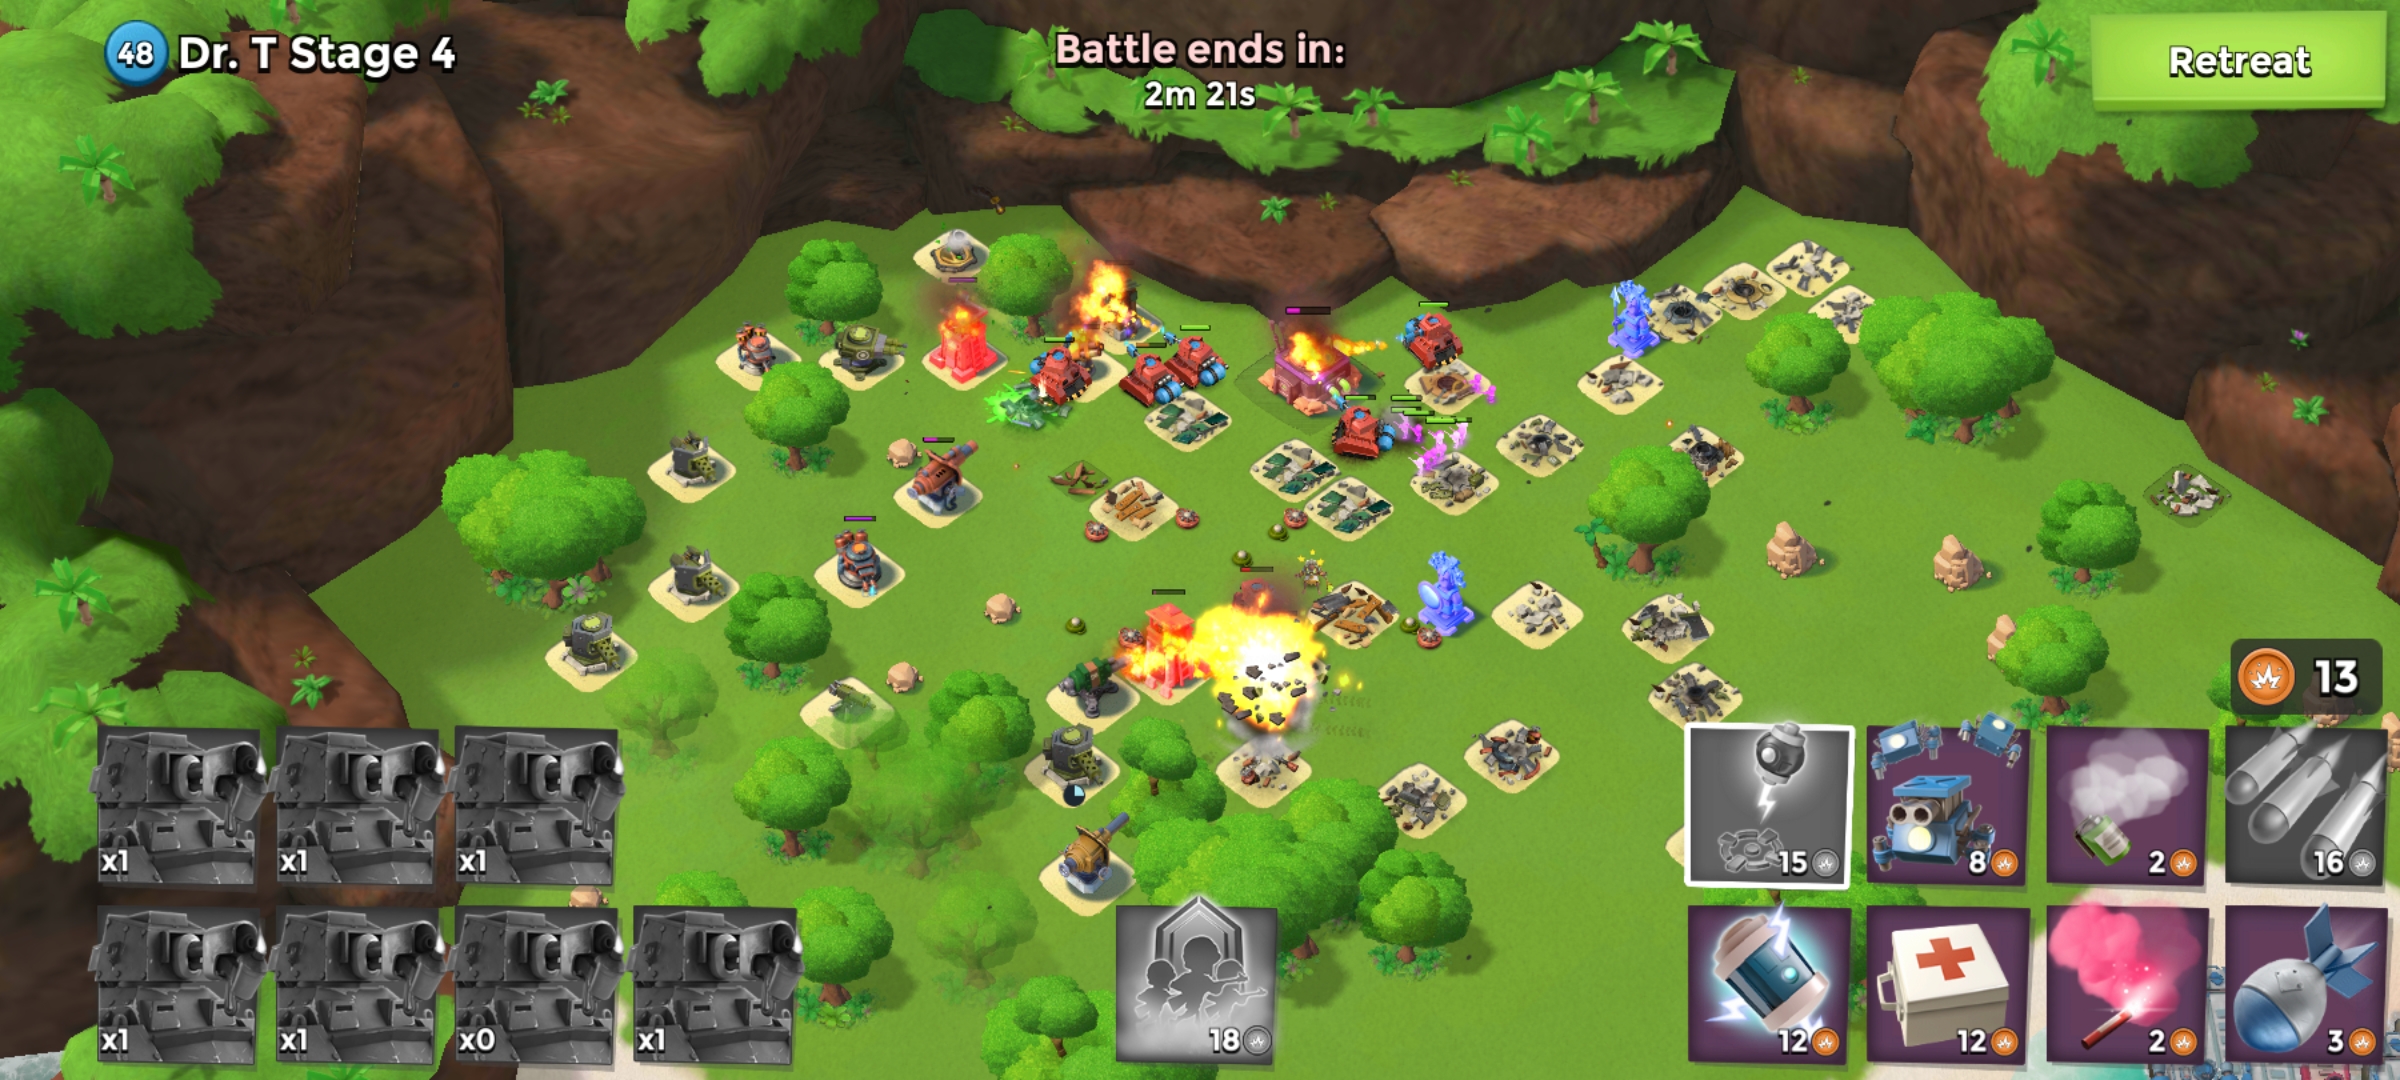 48 Dr. T Stage 4
Battle ends in:
2m 21s
Retreat
13
x1 x1 x1
15 8 2 16
x1 x1 x0 x1
18
12 12 2 3